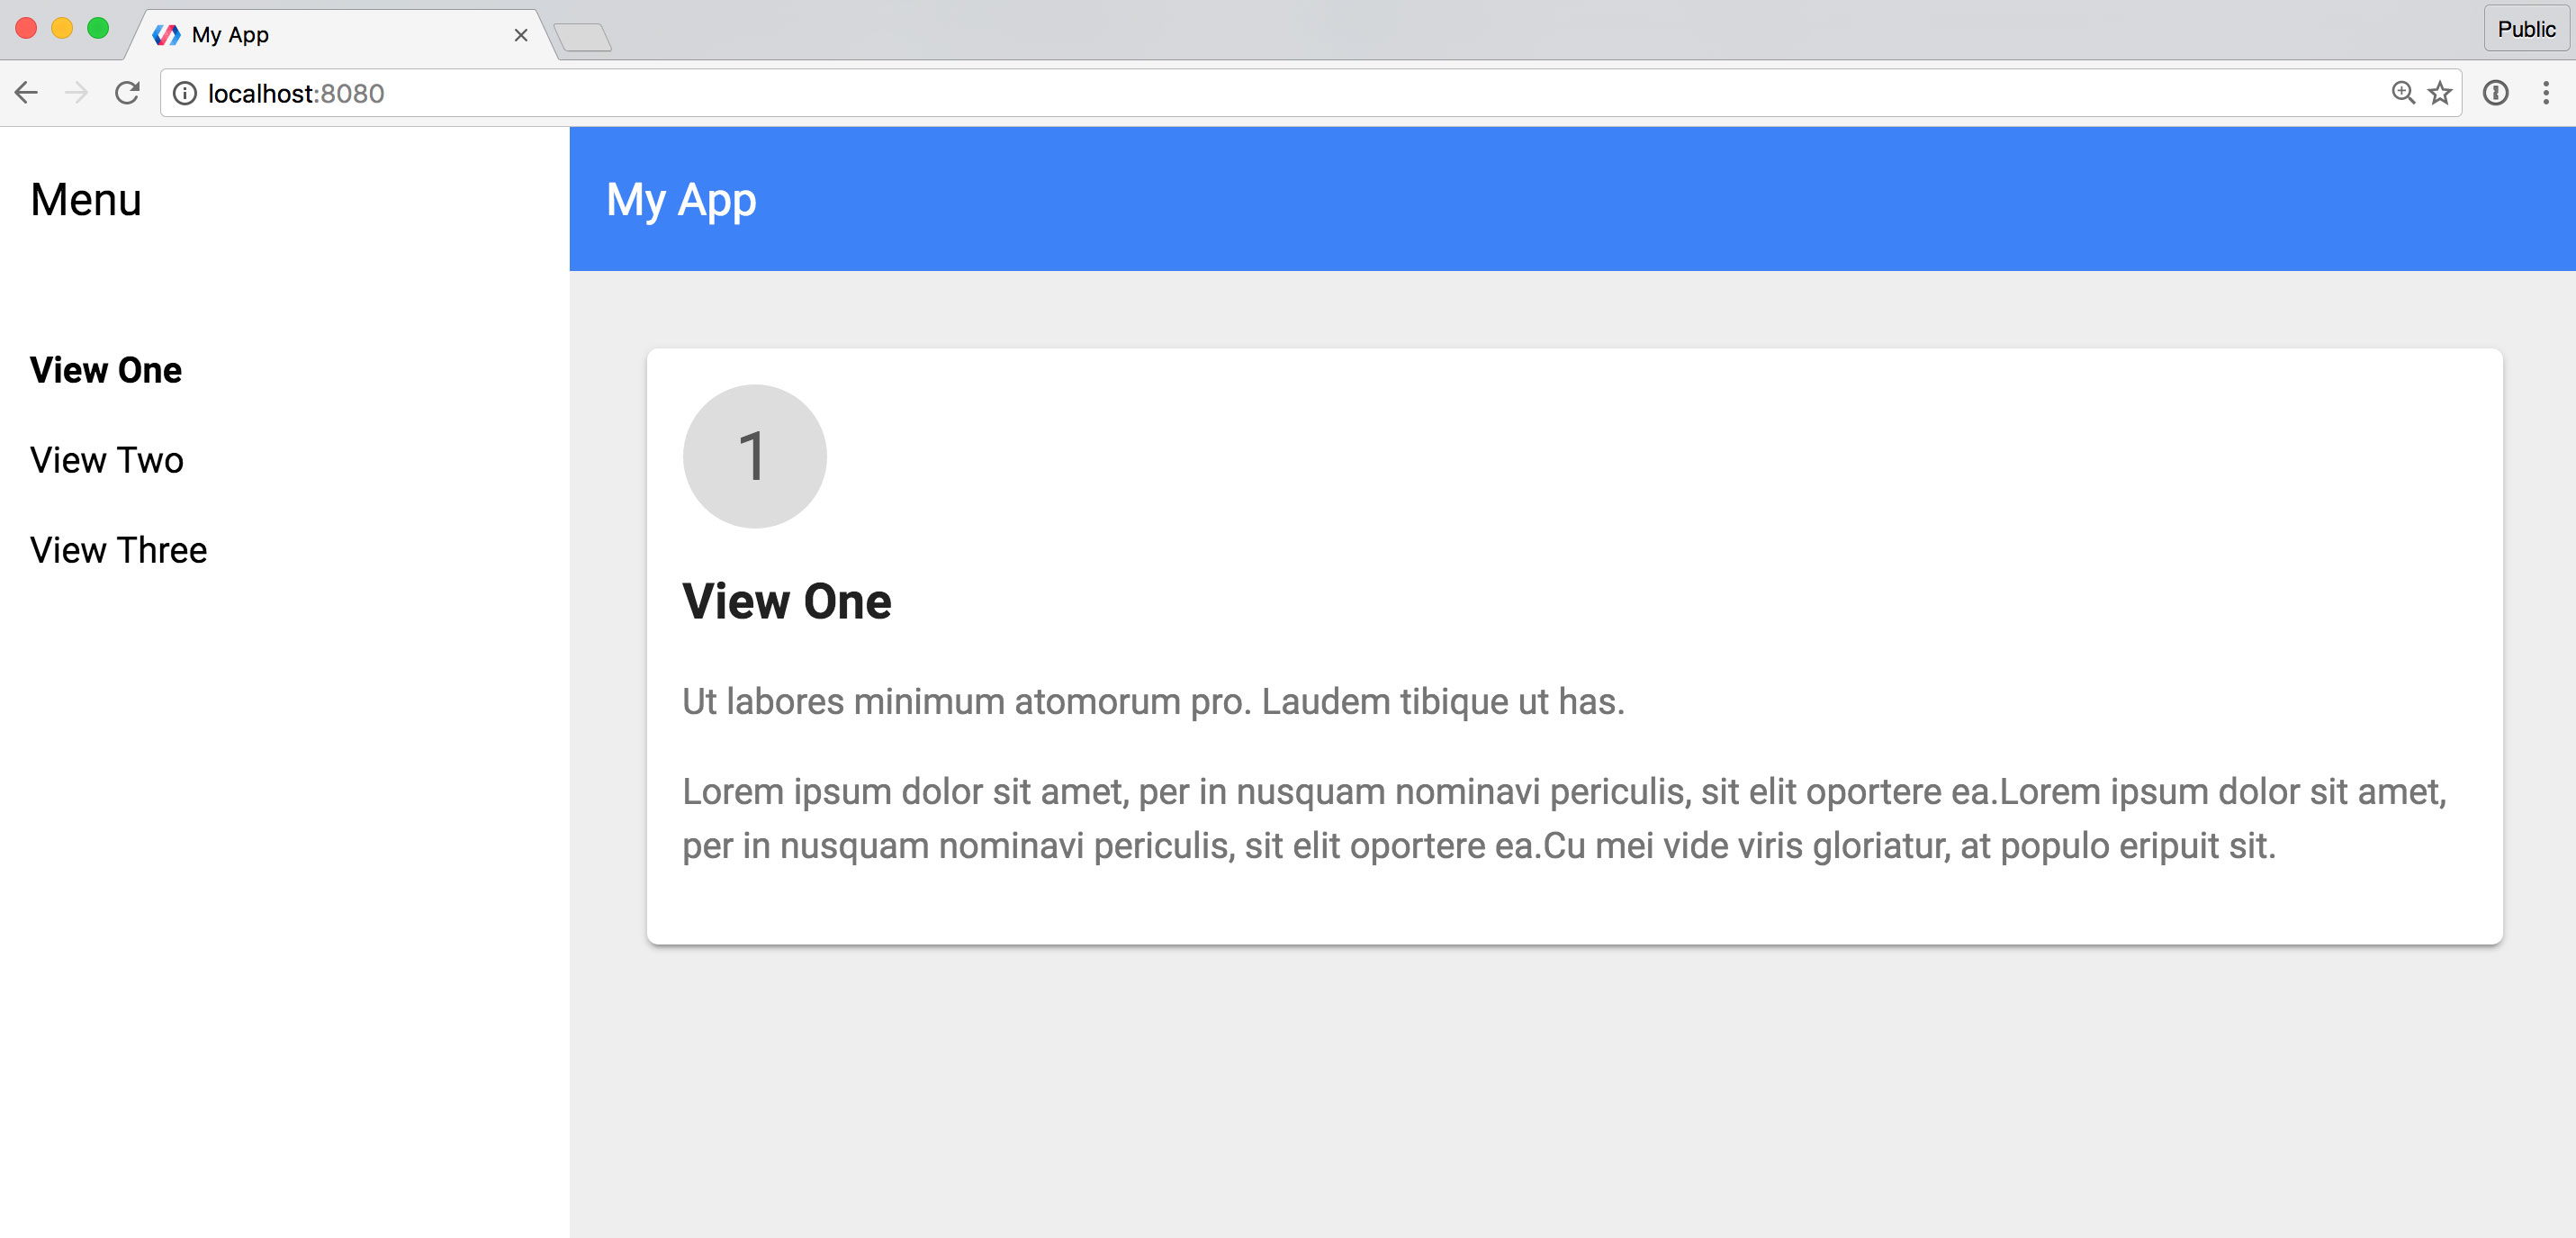 My App
Public
localhost:8080
Menu
My App
View One
View Two
View Three
1
View One
Ut labores minimum atomorum pro. Laudem tibique ut has.
Lorem ipsum dolor sit amet, per in nusquam nominavi periculis, sit elit oportere ea.Lorem ipsum dolor sit amet,
per in nusquam nominavi periculis, sit elit oportere ea.Cu mei vide viris gloriatur, at populo eripuit sit.